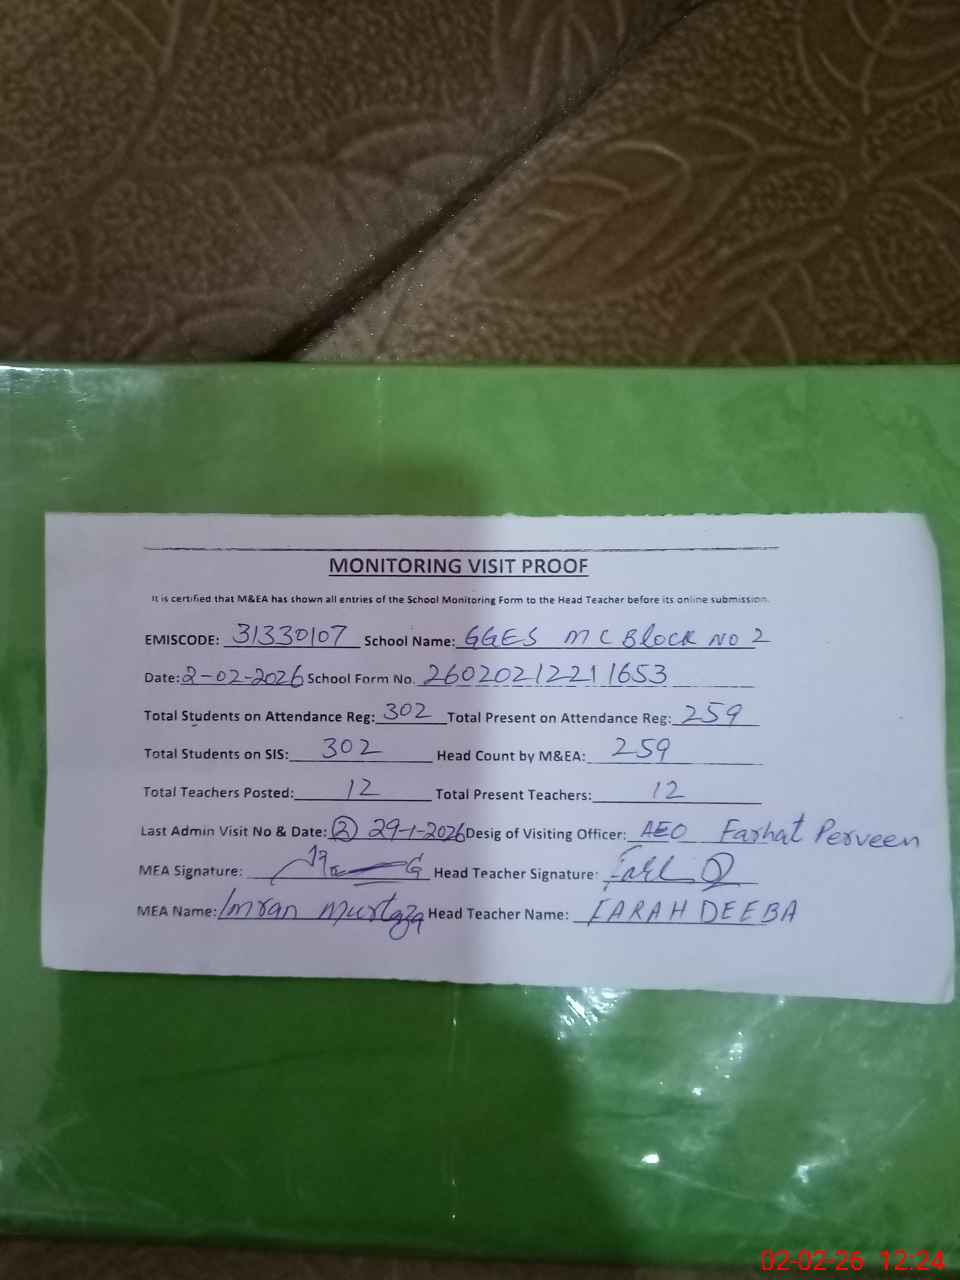 MONITORING VISIT PROOF
It is certified that M&EA has shown all entries of the School Monitoring Form to the Head Teacher before its online submission.
EMISCODE: 31330107 School Name: GGES MC Block NO 2
Date: 2-02-2026 School Form No. 26020212211653
Total Students on Attendance Reg: 302 Total Present on Attendance Reg: 259
Total Students on SIS: 302 Head Count by M&EA: 259
Total Teachers Posted: 12 Total Present Teachers: 12
Last Admin Visit No & Date: (2) 29-1-2026 Desig of Visiting Officer: AEO Farhat Perveen
MEA Signature: Head Teacher Signature:
MEA Name: Imran Murtaza Head Teacher Name: FARAH DEEBA
02-02-26 12:24